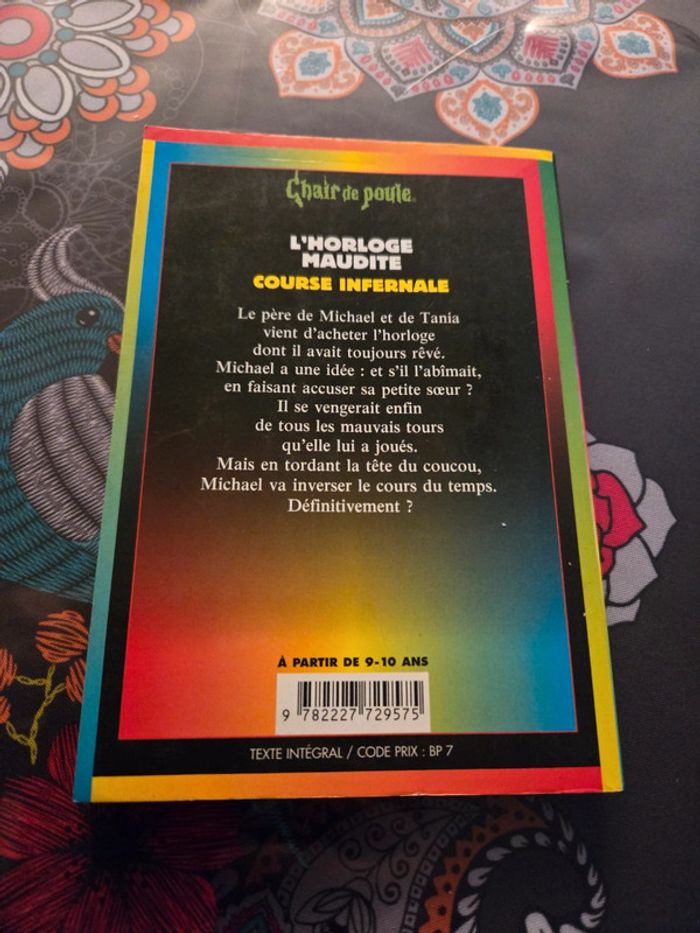 Chair de poule
L'HORLOGE
MAUDITE
COURSE INFERNALE
Le père de Michael et de Tania
vient d'acheter l'horloge
dont il avait toujours rêvé.
Michael a une idée : et s'il l'abîmait,
en faisant accuser sa petite sœur ?
Il se vengerait enfin
de tous les mauvais tours
qu'elle lui a joués.
Mais en tordant la tête du coucou,
Michael va inverser le cours du temps.
Définitivement ?
À PARTIR DE 9-10 ANS
9 782227 729575
TEXTE INTÉGRAL / CODE PRIX : BP 7